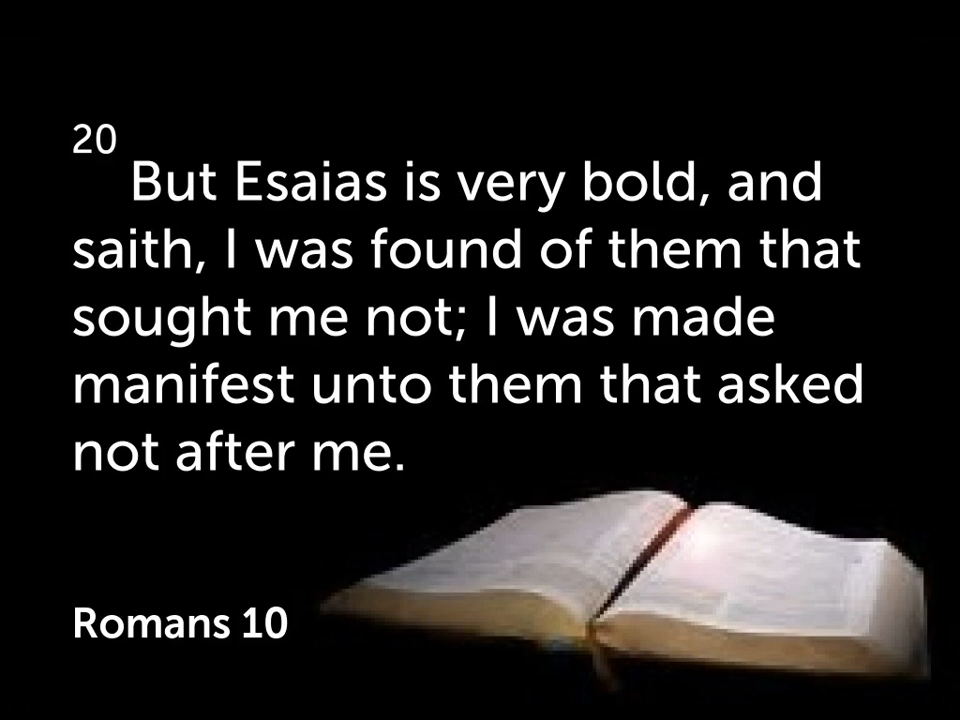 20
But Esaias is very bold, and
saith, I was found of them that
sought me not; I was made
manifest unto them that asked
not after me.
Romans 10